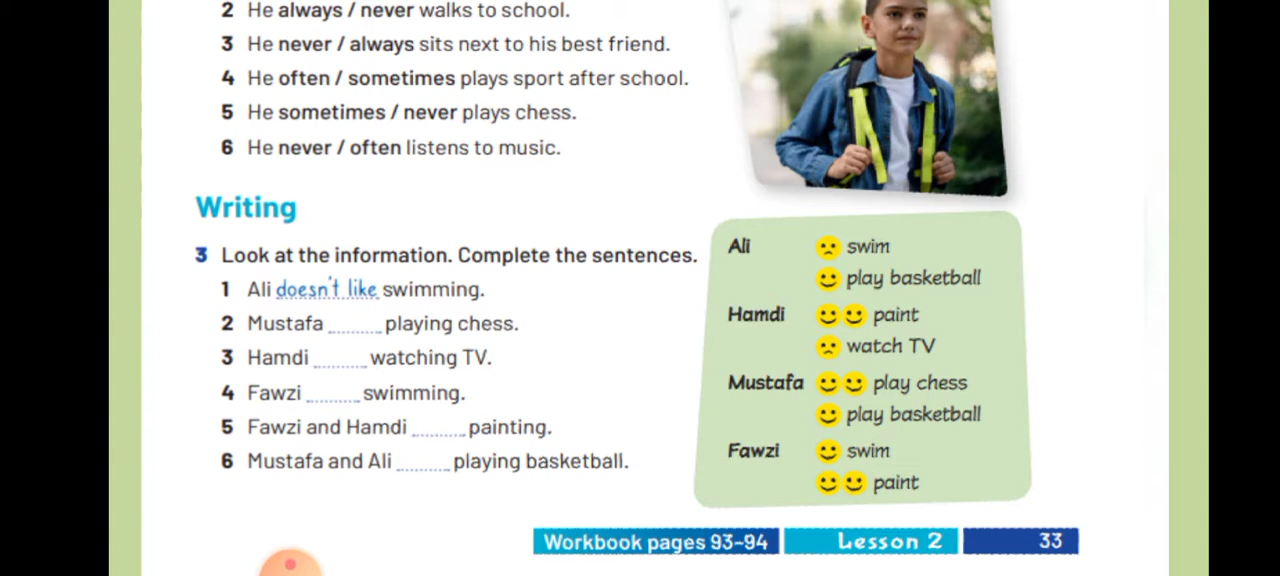 2 He always / never walks to school.
3 He never / always sits next to his best friend.
4 He often / sometimes plays sport after school.
5 He sometimes / never plays chess.
6 He never / often listens to music.
Writing
3 Look at the information. Complete the sentences.
1 Ali doesn't like swimming.
2 Mustafa ........ playing chess.
3 Hamdi ........ watching TV.
4 Fawzi ........ swimming.
5 Fawzi and Hamdi ........ painting.
6 Mustafa and Ali ........ playing basketball.
Ali swim
play basketball
Hamdi paint
watch TV
Mustafa play chess
play basketball
Fawzi swim
paint
Workbook pages 93–94 Lesson 2 33